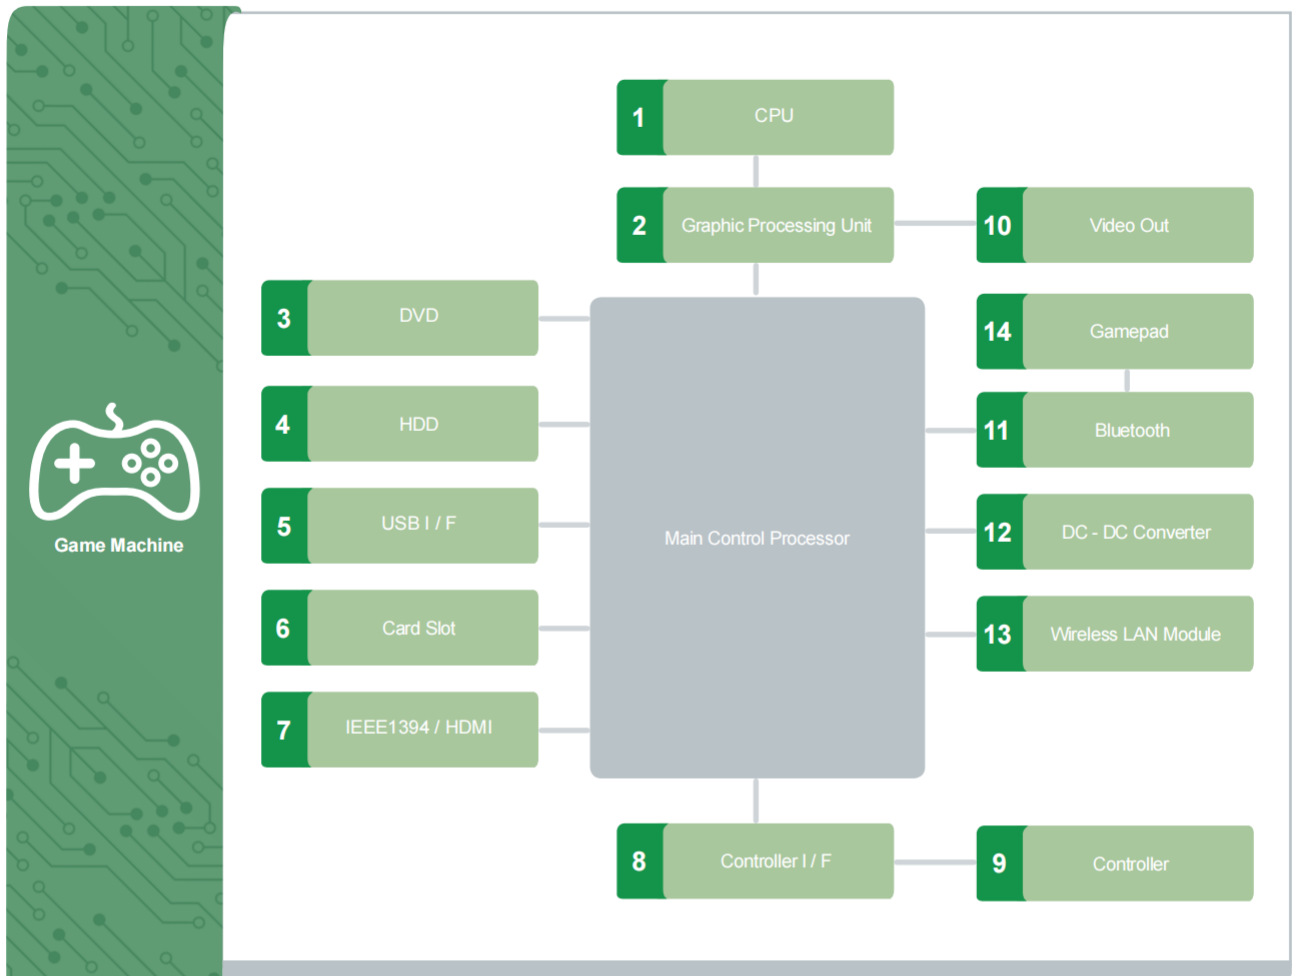 Game Machine
1
CPU
2
Graphic Processing Unit
10
Video Out
3
DVD
14
Gamepad
4
HDD
11
Bluetooth
5
USB I / F
Main Control Processor
12
DC - DC Converter
6
Card Slot
13
Wireless LAN Module
7
IEEE1394 / HDMI
8
Controller I / F
9
Controller